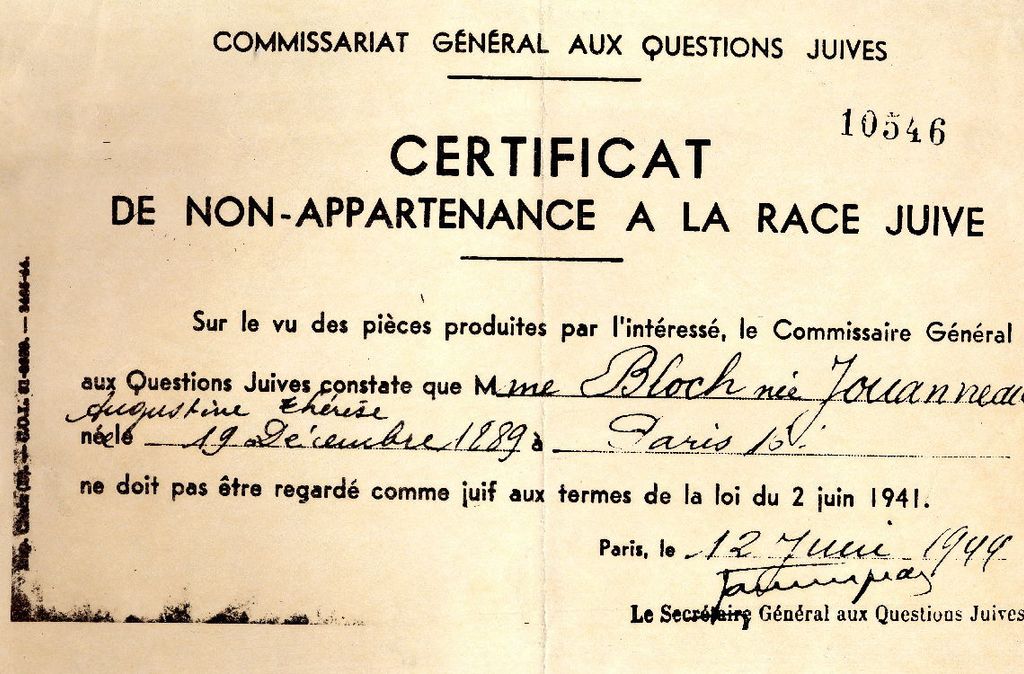 COMMISSARIAT GÉNÉRAL AUX QUESTIONS JUIVES
10546
CERTIFICAT
DE NON-APPARTENANCE A LA RACE JUIVE
Sur le vu des pièces produites par l'intéressé, le Commissaire Général
aux Questions Juives constate que Mme Bloch née Jouanneau
Augustine thérèse
née le 19 Décembre 1889 à Paris
ne doit pas être regardé comme juif aux termes de la loi du 2 juin 1941.
Paris, le 12 Juin 1944
Le Secrétaire Général aux Questions Juives